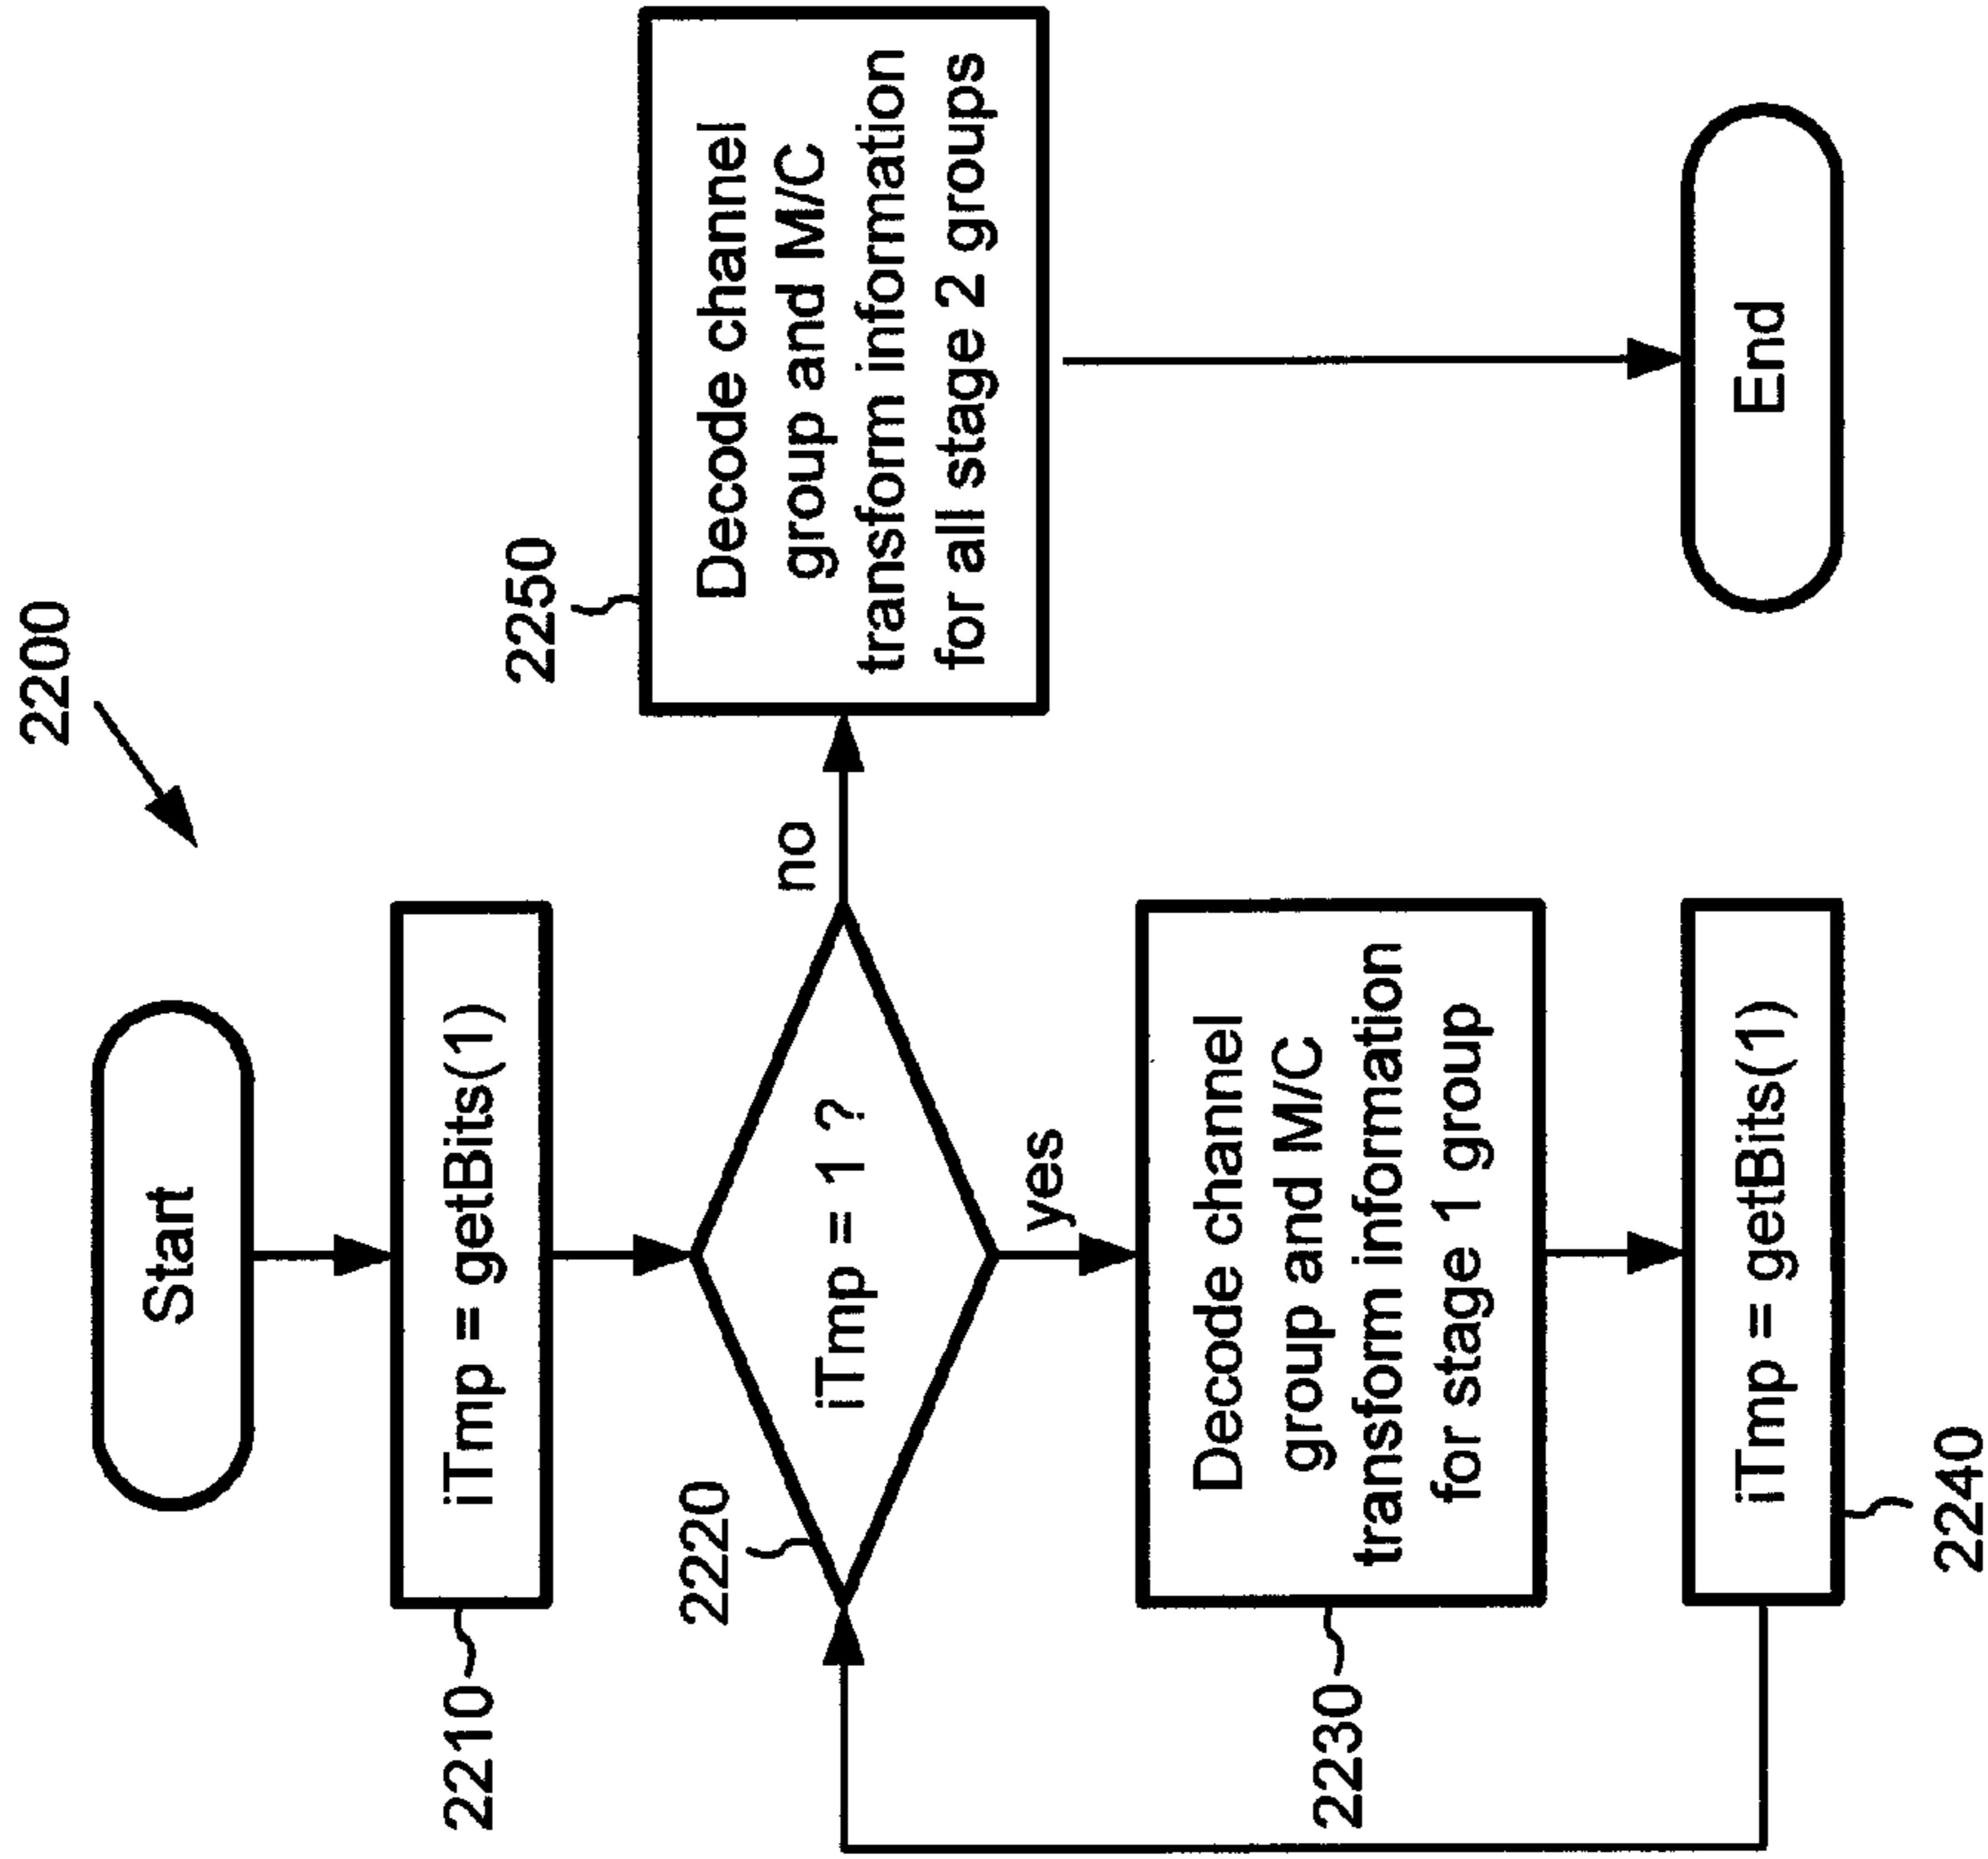 2200
Start
2210
iTmp = getBits(1)
2220
iTmp = 1 ?
no
yes
2250
Decode channel
group and M/C
transform information
for all stage 2 groups
2230
Decode channel
group and M/C
transform information
for stage 1 group
iTmp = getBits(1)
2240
End